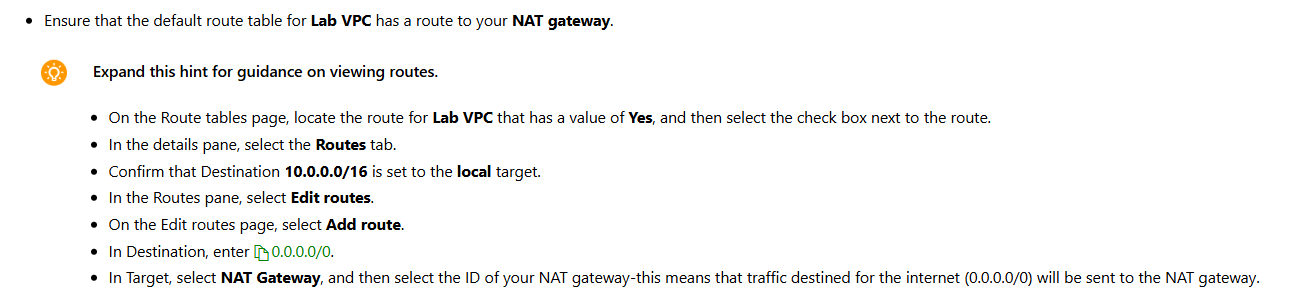 Ensure that the default route table for Lab VPC has a route to your NAT gateway.
Expand this hint for guidance on viewing routes.
On the Route tables page, locate the route for Lab VPC that has a value of Yes, and then select the check box next to the route.
In the details pane, select the Routes tab.
Confirm that Destination 10.0.0.0/16 is set to the local target.
In the Routes pane, select Edit routes.
On the Edit routes page, select Add route.
In Destination, enter 0.0.0.0/0.
In Target, select NAT Gateway, and then select the ID of your NAT gateway-this means that traffic destined for the internet (0.0.0.0/0) will be sent to the NAT gateway.